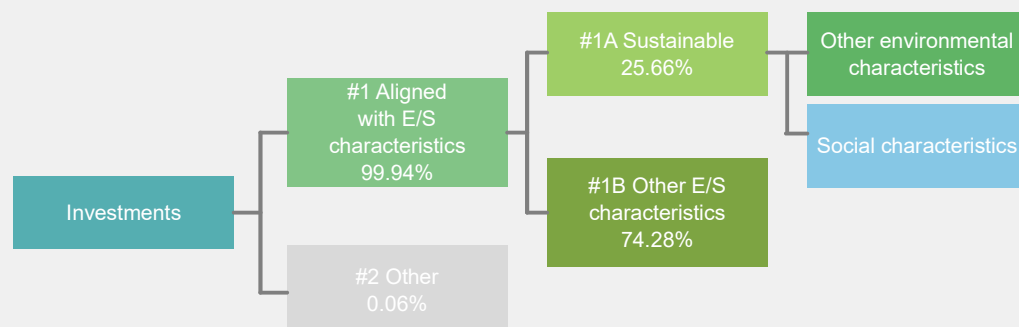 Investments
#1 Aligned
with E/S
characteristics
99.94%
#2 Other
0.06%
#1A Sustainable
25.66%
#1B Other E/S
characteristics
74.28%
Other environmental
characteristics
Social characteristics